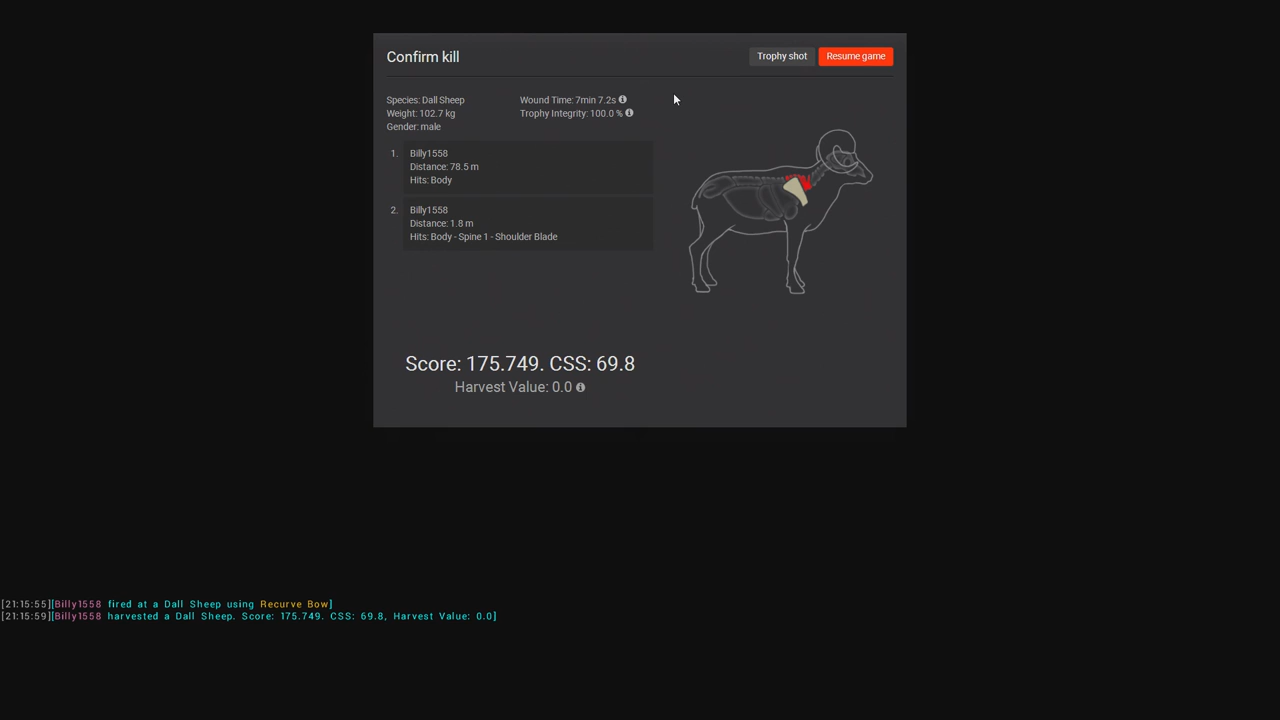 Confirm kill
Trophy shot
Resume game
Species: Dall Sheep
Weight: 102.7 kg
Gender: male
Wound Time: 7min 7.2s
Trophy Integrity: 100.0 %
1. Billy1558
Distance: 78.5 m
Hits: Body
2. Billy1558
Distance: 1.8 m
Hits: Body - Spine 1 - Shoulder Blade
Score: 175.749. CSS: 69.8
Harvest Value: 0.0
[21:15:55][Billy1558 fired at a Dall Sheep using Recurve Bow]
[21:15:59][Billy1558 harvested a Dall Sheep. Score: 175.749. CSS: 69.8, Harvest Value: 0.0]